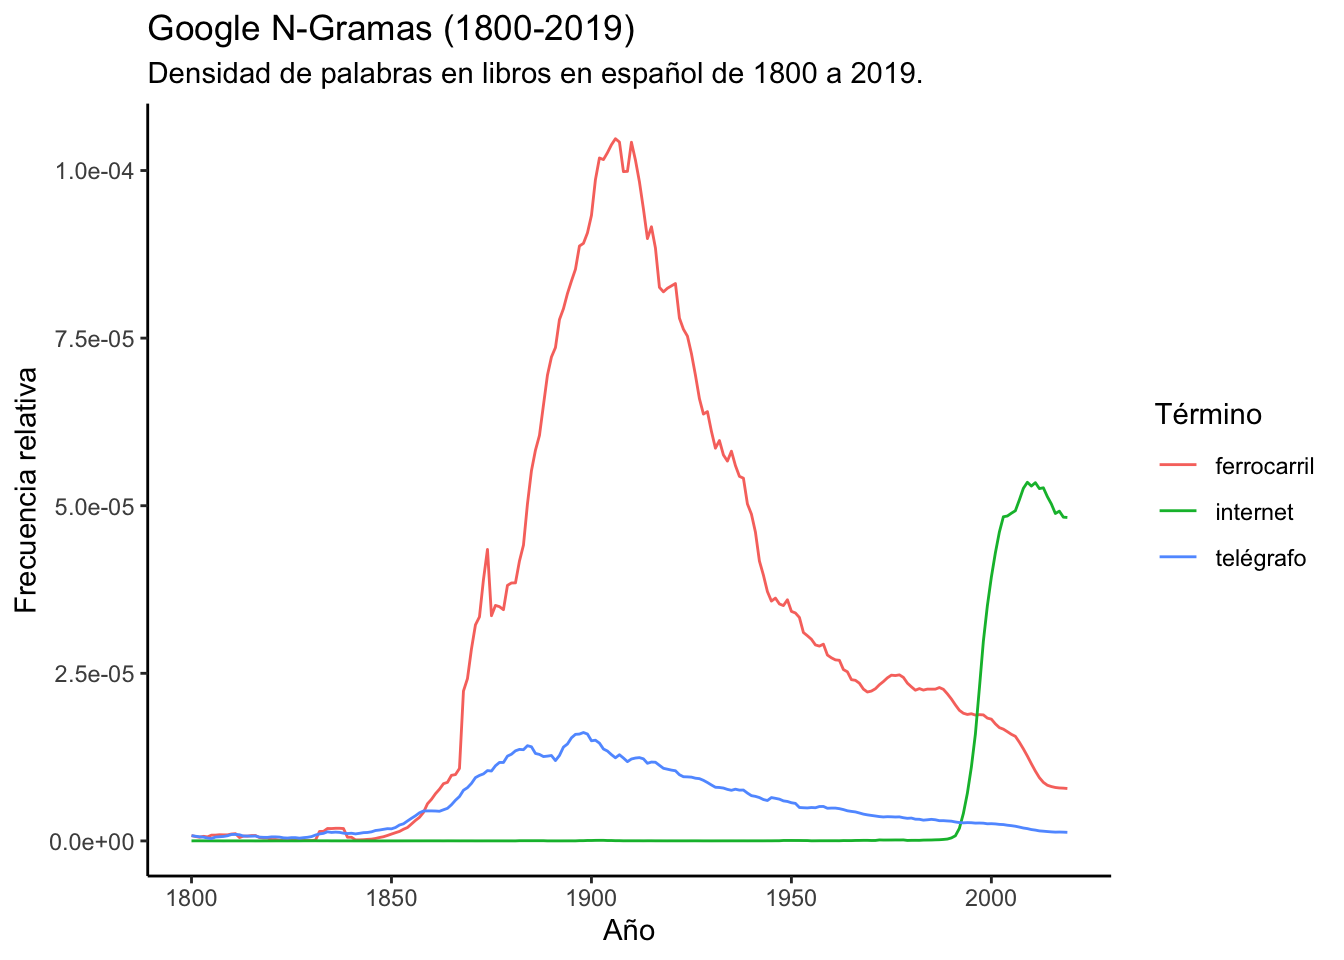 Google N-Gramas (1800-2019)
Densidad de palabras en libros en español de 1800 a 2019.
1.0e-04
7.5e-05
5.0e-05
2.5e-05
0.0e+00
Frecuencia relativa
1800 1850 1900 1950 2000
Año
Término
ferrocarril
internet
telégrafo